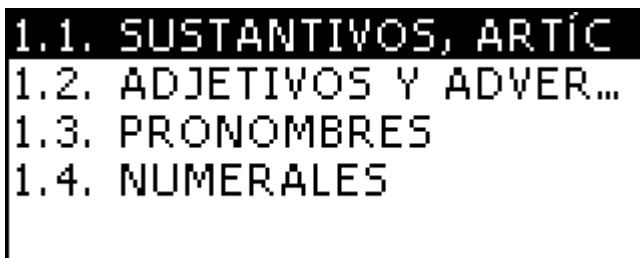 1.1. SUSTANTIVOS, ARTÍC
1.2. ADJETIVOS Y ADVER…
1.3. PRONOMBRES
1.4. NUMERALES